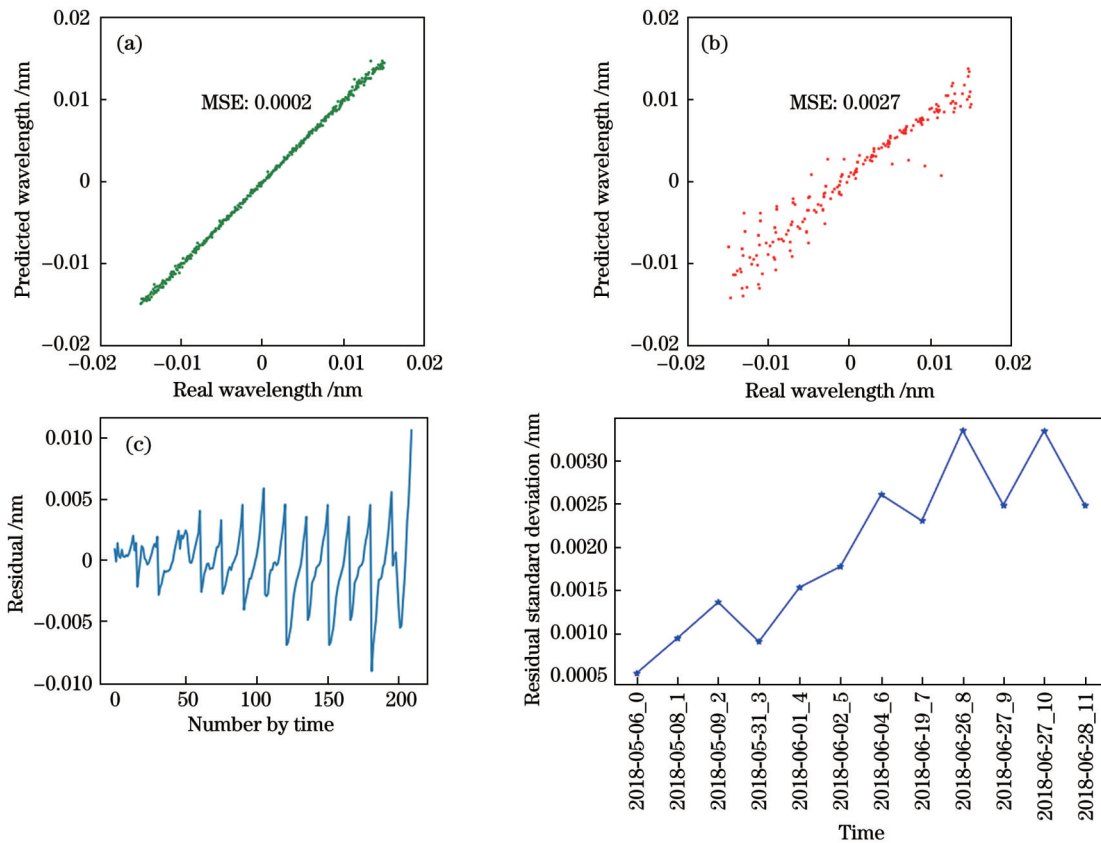 0.02
0.01
0
−0.01
−0.02
Predicted wavelength /nm
(a)
MSE: 0.0002
−0.02 −0.01 0 0.01 0.02
Real wavelength /nm
0.02
0.01
0
−0.01
−0.02
Predicted wavelength /nm
(b)
MSE: 0.0027
−0.02 −0.01 0 0.01 0.02
Real wavelength /nm
0.010
0.005
0
−0.005
−0.010
Residual /nm
(c)
0 50 100 150 200
Number by time
0.0030
0.0025
0.0020
0.0015
0.0010
0.0005
Residual standard deviation /nm
2018-05-06_0
2018-05-08_1
2018-05-09_2
2018-05-31_3
2018-06-01_4
2018-06-02_5
2018-06-04_6
2018-06-19_7
2018-06-26_8
2018-06-27_9
2018-06-27_10
2018-06-28_11
Time